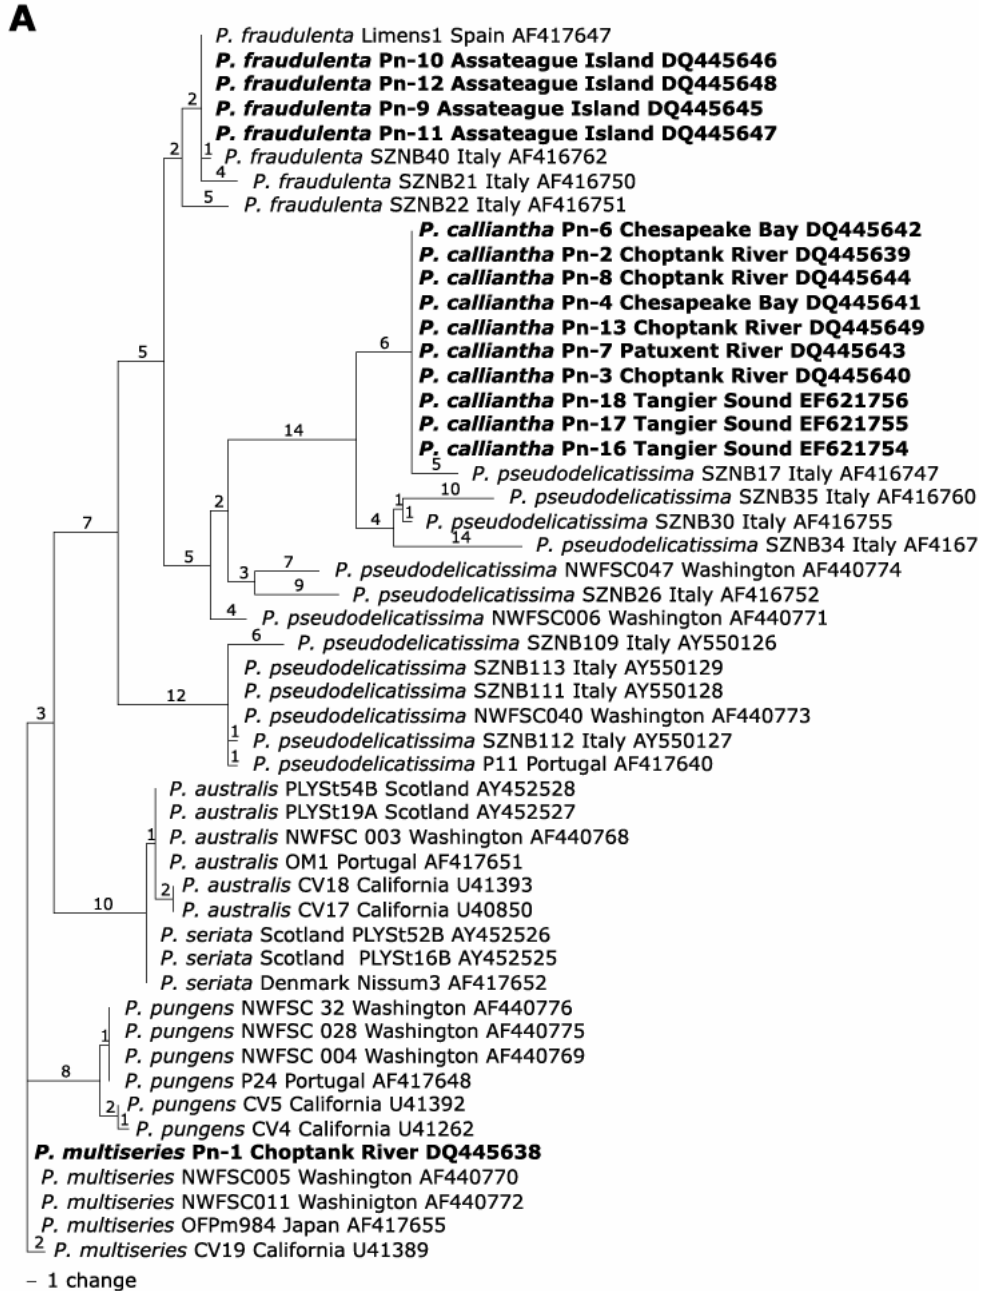 A
P. fraudulenta Limens1 Spain AF417647
P. fraudulenta Pn-10 Assateague Island DQ445646
P. fraudulenta Pn-12 Assateague Island DQ445648
2
P. fraudulenta Pn-9 Assateague Island DQ445645
P. fraudulenta Pn-11 Assateague Island DQ445647
2
1
P. fraudulenta SZNB40 Italy AF416762
4
P. fraudulenta SZNB21 Italy AF416750
5
P. fraudulenta SZNB22 Italy AF416751
P. calliantha Pn-6 Chesapeake Bay DQ445642
P. calliantha Pn-2 Choptank River DQ445639
P. calliantha Pn-8 Choptank River DQ445644
P. calliantha Pn-4 Chesapeake Bay DQ445641
P. calliantha Pn-13 Choptank River DQ445649
5
6
P. calliantha Pn-7 Patuxent River DQ445643
P. calliantha Pn-3 Choptank River DQ445640
P. calliantha Pn-18 Tangier Sound EF621756
P. calliantha Pn-17 Tangier Sound EF621755
14
P. calliantha Pn-16 Tangier Sound EF621754
5
P. pseudodelicatissima SZNB17 Italy AF416747
2
1
10
P. pseudodelicatissima SZNB35 Italy AF416760
7
4
1
P. pseudodelicatissima SZNB30 Italy AF416755
14
P. pseudodelicatissima SZNB34 Italy AF4167
5
3
7
P. pseudodelicatissima NWFSC047 Washington AF440774
9
P. pseudodelicatissima SZNB26 Italy AF416752
4
P. pseudodelicatissima NWFSC006 Washington AF440771
6
P. pseudodelicatissima SZNB109 Italy AY550126
P. pseudodelicatissima SZNB113 Italy AY550129
12
P. pseudodelicatissima SZNB111 Italy AY550128
3
P. pseudodelicatissima NWFSC040 Washington AF440773
1
P. pseudodelicatissima SZNB112 Italy AY550127
1
P. pseudodelicatissima P11 Portugal AF417640
P. australis PLYSt54B Scotland AY452528
P. australis PLYSt19A Scotland AY452527
1
P. australis NWFSC 003 Washington AF440768
P. australis OM1 Portugal AF417651
2
P. australis CV18 California U41393
10
P. australis CV17 California U40850
P. seriata Scotland PLYSt52B AY452526
P. seriata Scotland PLYSt16B AY452525
P. seriata Denmark Nissum3 AF417652
P. pungens NWFSC 32 Washington AF440776
1
P. pungens NWFSC 028 Washington AF440775
P. pungens NWFSC 004 Washington AF440769
8
P. pungens P24 Portugal AF417648
2
P. pungens CV5 California U41392
1
P. pungens CV4 California U41262
P. multiseries Pn-1 Choptank River DQ445638
P. multiseries NWFSC005 Washington AF440770
P. multiseries NWFSC011 Washinigton AF440772
P. multiseries OFPm984 Japan AF417655
2
P. multiseries CV19 California U41389
– 1 change